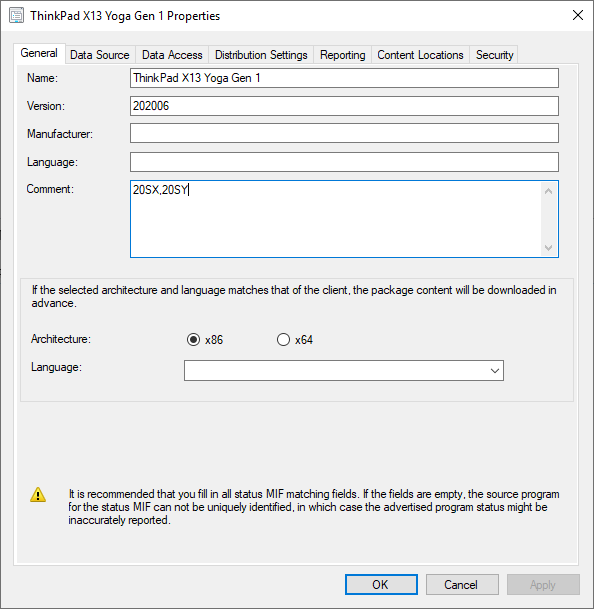 ThinkPad X13 Yoga Gen 1 Properties
General Data Source Data Access Distribution Settings Reporting Content Locations Security
Name: ThinkPad X13 Yoga Gen 1
Version: 202006
Manufacturer:
Language:
Comment: 20SX,20SY
If the selected architecture and language matches that of the client, the package content will be downloaded in
advance.
Architecture: x86 x64
Language:
It is recommended that you fill in all status MIF matching fields. If the fields are empty, the source program
for the status MIF can not be uniquely identified, in which case the advertised program status might be
inaccurately reported.
OK Cancel Apply